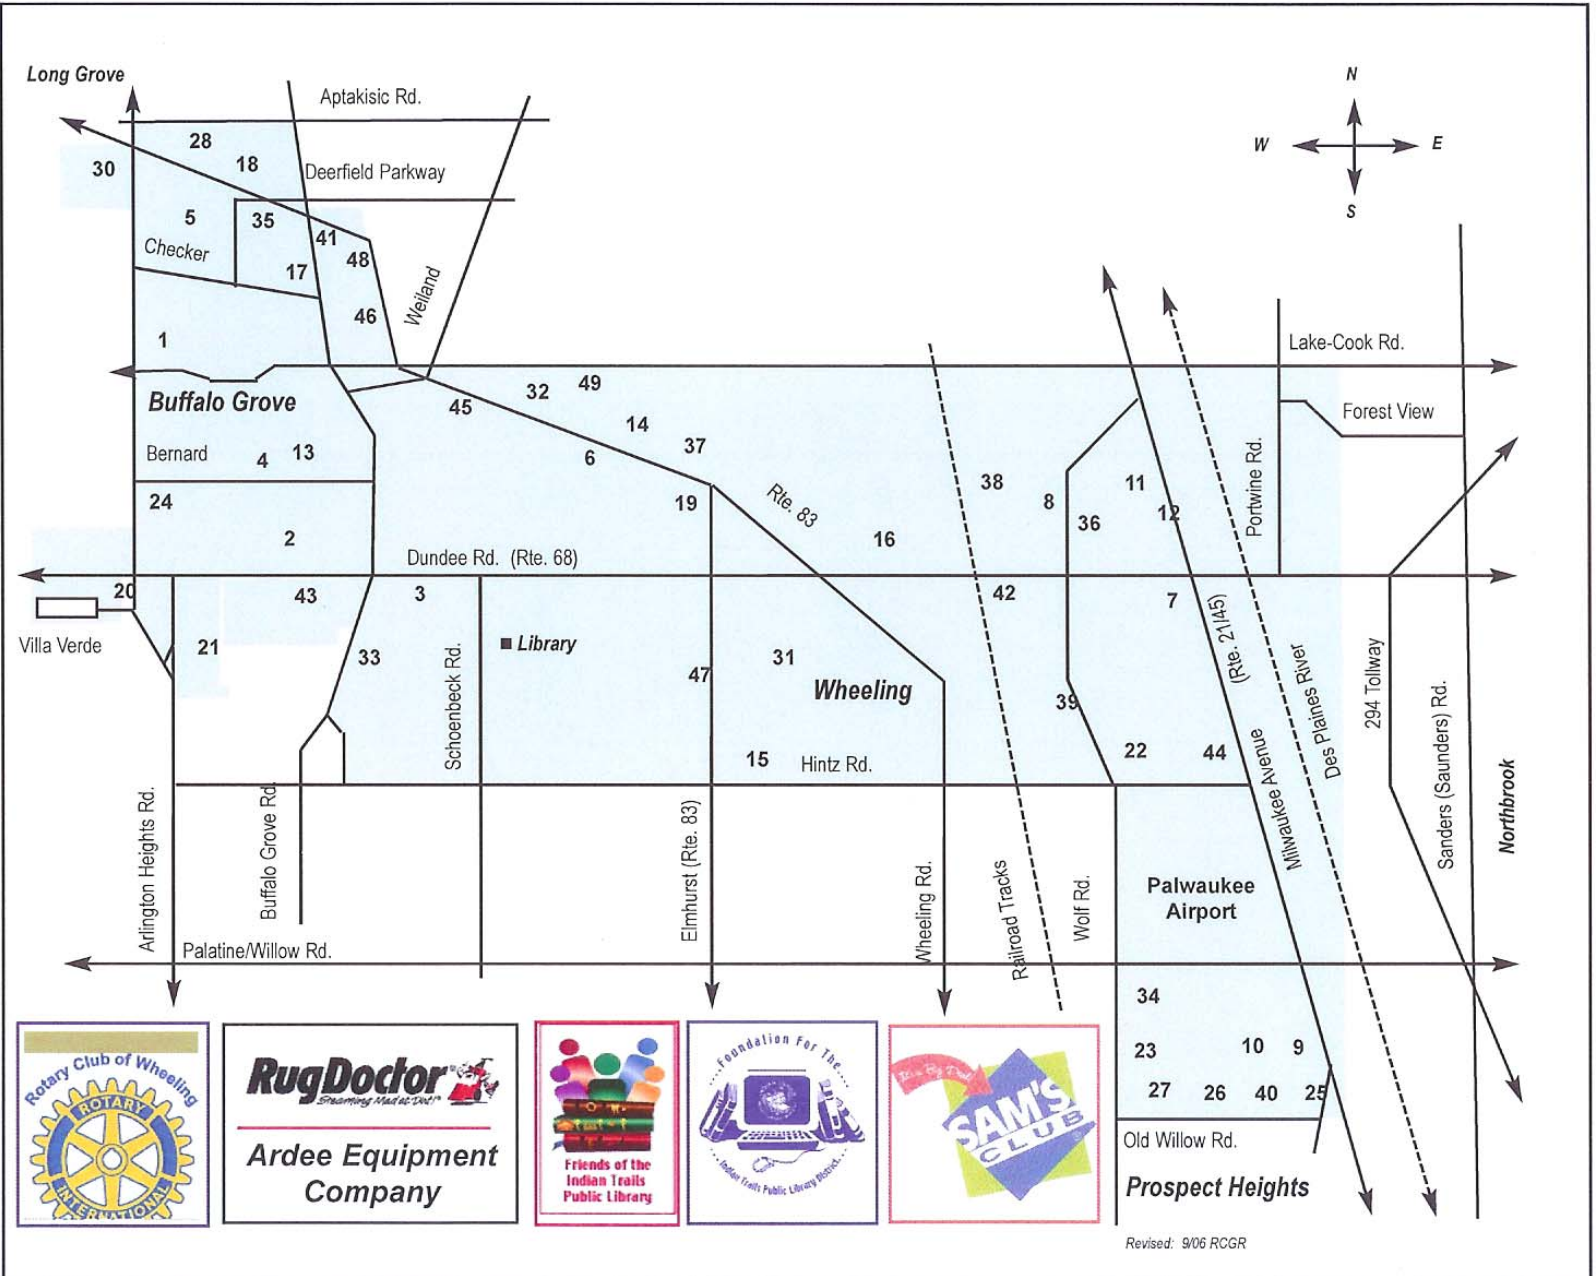 Long Grove
Aptakisic Rd.
N
28
W
E
18
30
Deerfield Parkway
S
5
35
41
Checker
48
17
Weiland
46
1
Lake-Cook Rd.
49
32
Buffalo Grove
45
Forest View
14
37
Bernard
4
13
6
38
11
Portwine Rd.
24
19
Rte. 83
8
12
36
2
16
Dundee Rd. (Rte. 68)
20
43
3
42
7
Villa Verde
21
Library
(Rte. 21/45)
33
31
47
Wheeling
Schoenbeck Rd.
39
Des Plaines River
294 Tollway
Sanders (Saunders) Rd.
15
Hintz Rd.
22
44
Milwaukee Avenue
Northbrook
Arlington Heights Rd.
Buffalo Grove Rd.
Elmhurst (Rte. 83)
Wheeling Rd.
Railroad Tracks
Wolf Rd.
Palwaukee
Airport
Palatine/Willow Rd.
34
23
10
9
27
26
40
25
Old Willow Rd.
Prospect Heights
Revised: 9/06 RCGR
Rotary Club of Wheeling
ROTARY
INTERNATIONAL
RugDoctor
Steaming Mad at Dirt!
Ardee Equipment
Company
Friends of the
Indian Trails
Public Library
Foundation For The
Indian Trails Public Library District
It's a Big Deal
SAM'S
CLUB